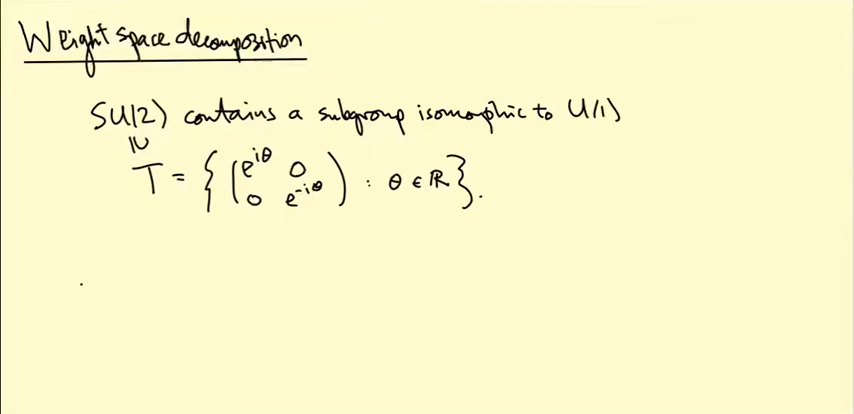 Weight space decomposition
SU(2) contains a subgroup isomorphic to U(1)
∪|
T = { ( e^{iθ} 0
0 e^{-iθ} ) : θ ∈ ℝ }.